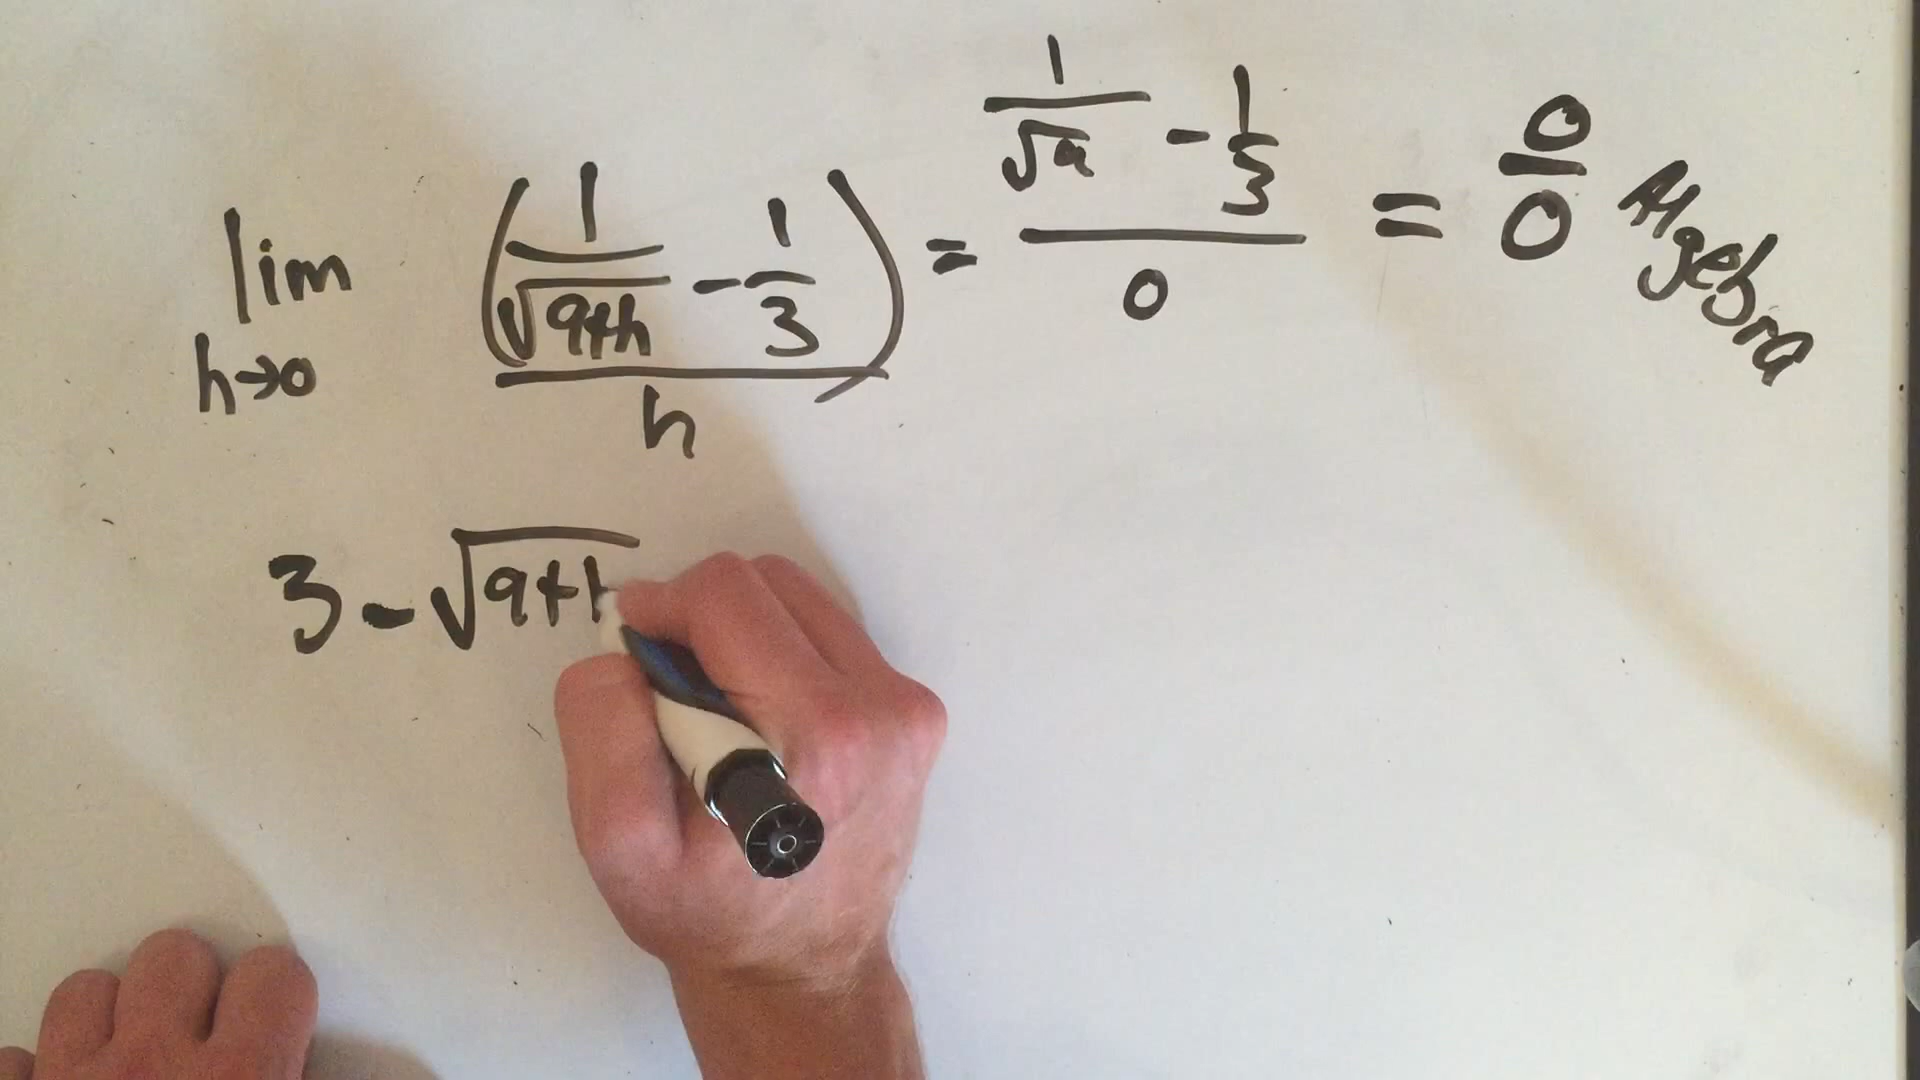 lim h→0 (1/√9+h - 1/3)/h = (1/√9 - 1/3)/0 = 0/0 Algebra
3 - √9+h